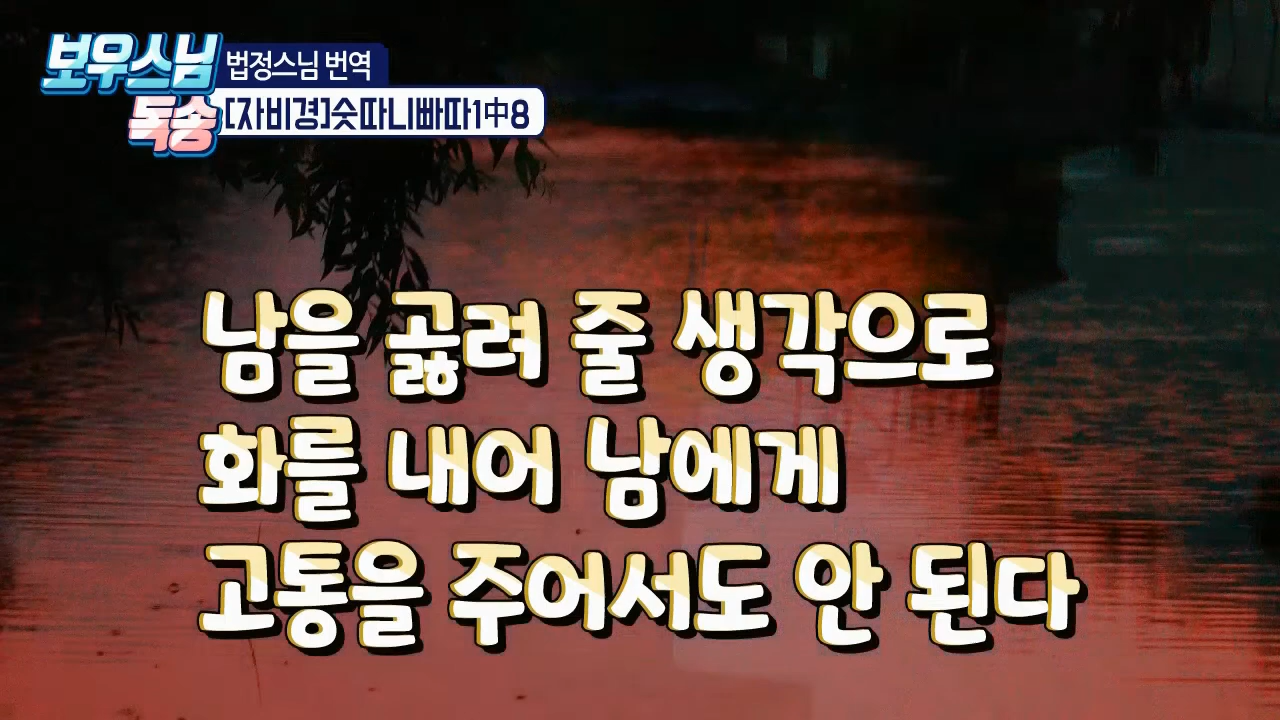 보우스님 법정스님 번역
독송 [자비경]숫따니빠따1中8
남을 곯려 줄 생각으로
화를 내어 남에게
고통을 주어서도 안 된다